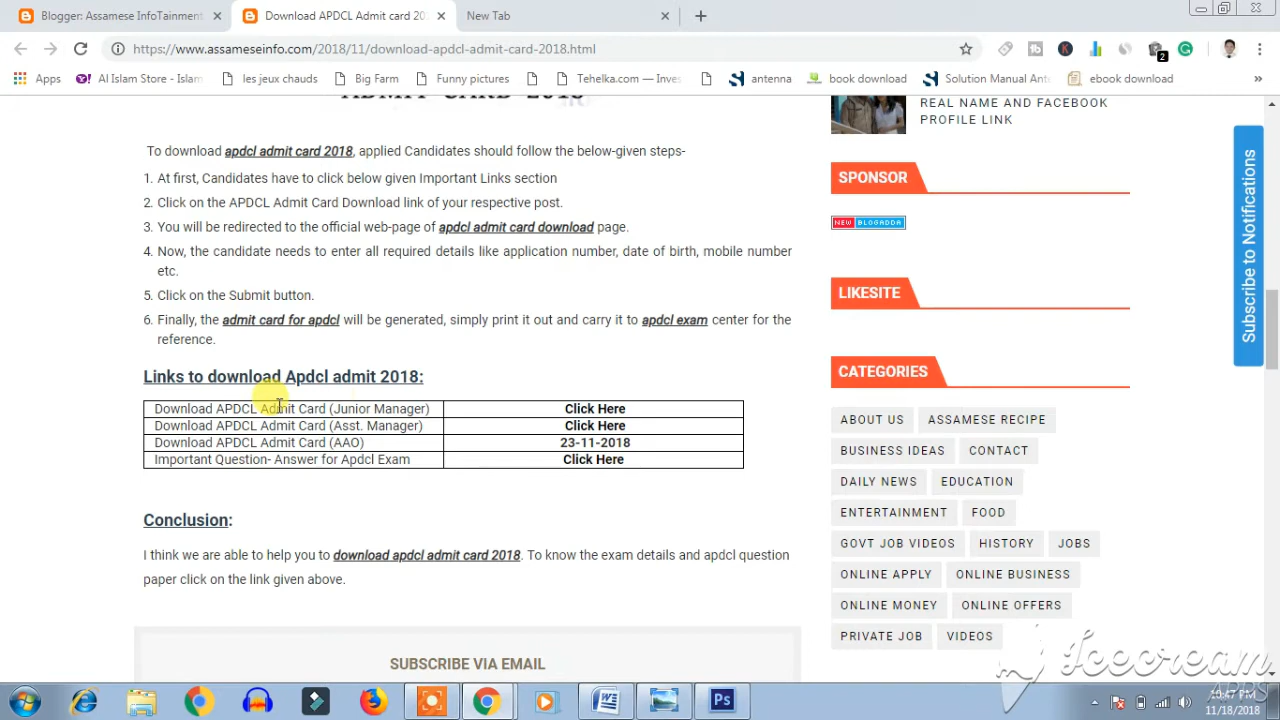 Blogger: Assamese InfoTainment
Download APDCL Admit card 20
New Tab
https://www.assameseinfo.com/2018/11/download-apdcl-admit-card-2018.html
2
Apps
Al Islam Store - Islam
les jeux chauds
Big Farm
Funny pictures
Tehelka.com — Inves
antenna
book download
Solution Manual Ante
ebook download
»
ADMIT CARD 2018
To download apdcl admit card 2018, applied Candidates should follow the below-given steps-
1. At first, Candidates have to click below given Important Links section
2. Click on the APDCL Admit Card Download link of your respective post.
3. You will be redirected to the official web-page of apdcl admit card download page.
4. Now, the candidate needs to enter all required details like application number, date of birth, mobile number
etc.
5. Click on the Submit button.
6. Finally, the admit card for apdcl will be generated, simply print it out and carry it to apdcl exam center for the
reference.
Links to download Apdcl admit 2018:
Download APDCL Admit Card (Junior Manager) Click Here
Download APDCL Admit Card (Asst. Manager) Click Here
Download APDCL Admit Card (AAO) 23-11-2018
Important Question- Answer for Apdcl Exam Click Here
Conclusion:
I think we are able to help you to download apdcl admit card 2018. To know the exam details and apdcl question
paper click on the link given above.
SUBSCRIBE VIA EMAIL
REAL NAME AND FACEBOOK
PROFILE LINK
SPONSOR
NEW BLOGADDA
LIKESITE
CATEGORIES
ABOUT US ASSAMESE RECIPE
BUSINESS IDEAS CONTACT
DAILY NEWS EDUCATION
ENTERTAINMENT FOOD
GOVT JOB VIDEOS HISTORY JOBS
ONLINE APPLY ONLINE BUSINESS
ONLINE MONEY ONLINE OFFERS
PRIVATE JOB VIDEOS
Subscribe to Notifications
Icecream
APPS
Ps
10:47 PM
11/18/2018